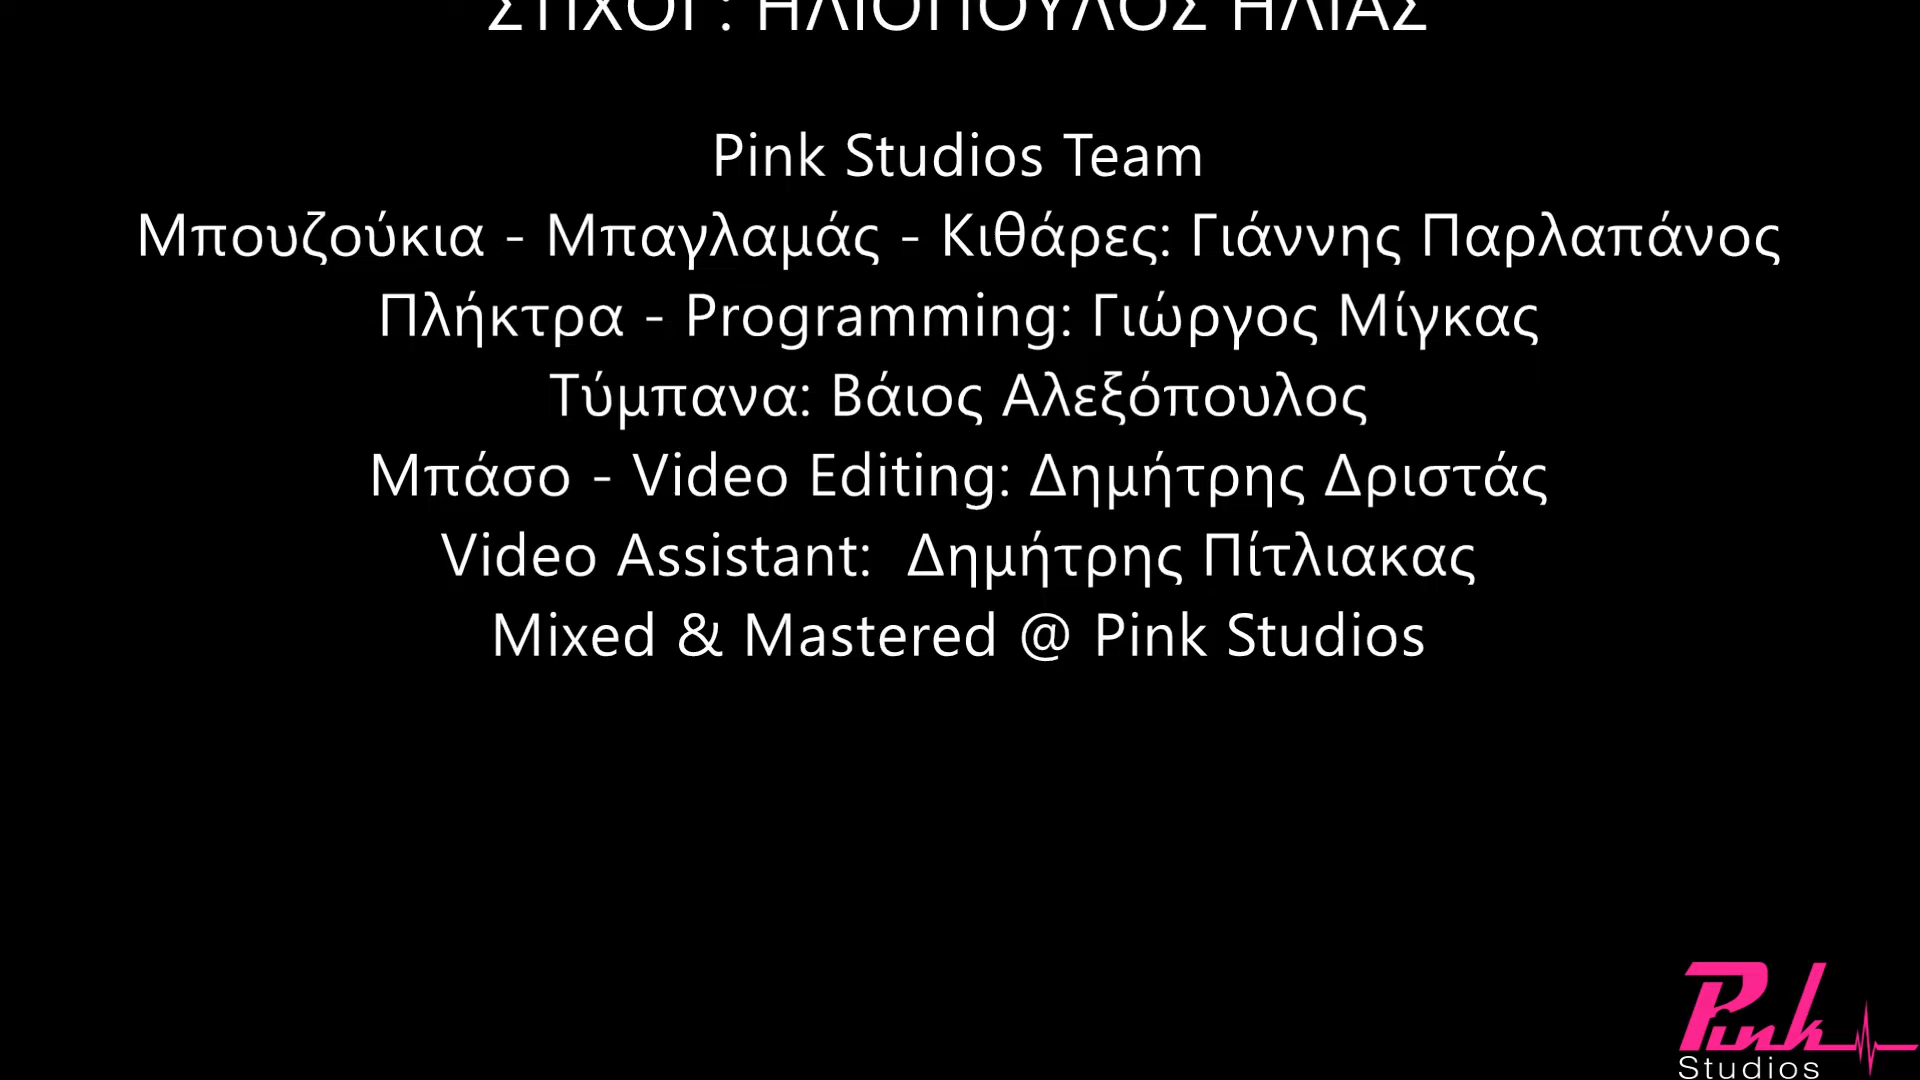 ΣΤΙΧΟΙ : ΗΛΙΟΠΟΥΛΟΣ ΗΛΙΑΣ
Pink Studios Team
Μπουζούκια - Μπαγλαμάς - Κιθάρες: Γιάννης Παρλαπάνος
Πλήκτρα - Programming: Γιώργος Μίγκας
Τύμπανα: Βάιος Αλεξόπουλος
Μπάσο - Video Editing: Δημήτρης Δριστάς
Video Assistant:  Δημήτρης Πίτλιακας
Mixed & Mastered @ Pink Studios
Pink
Studios